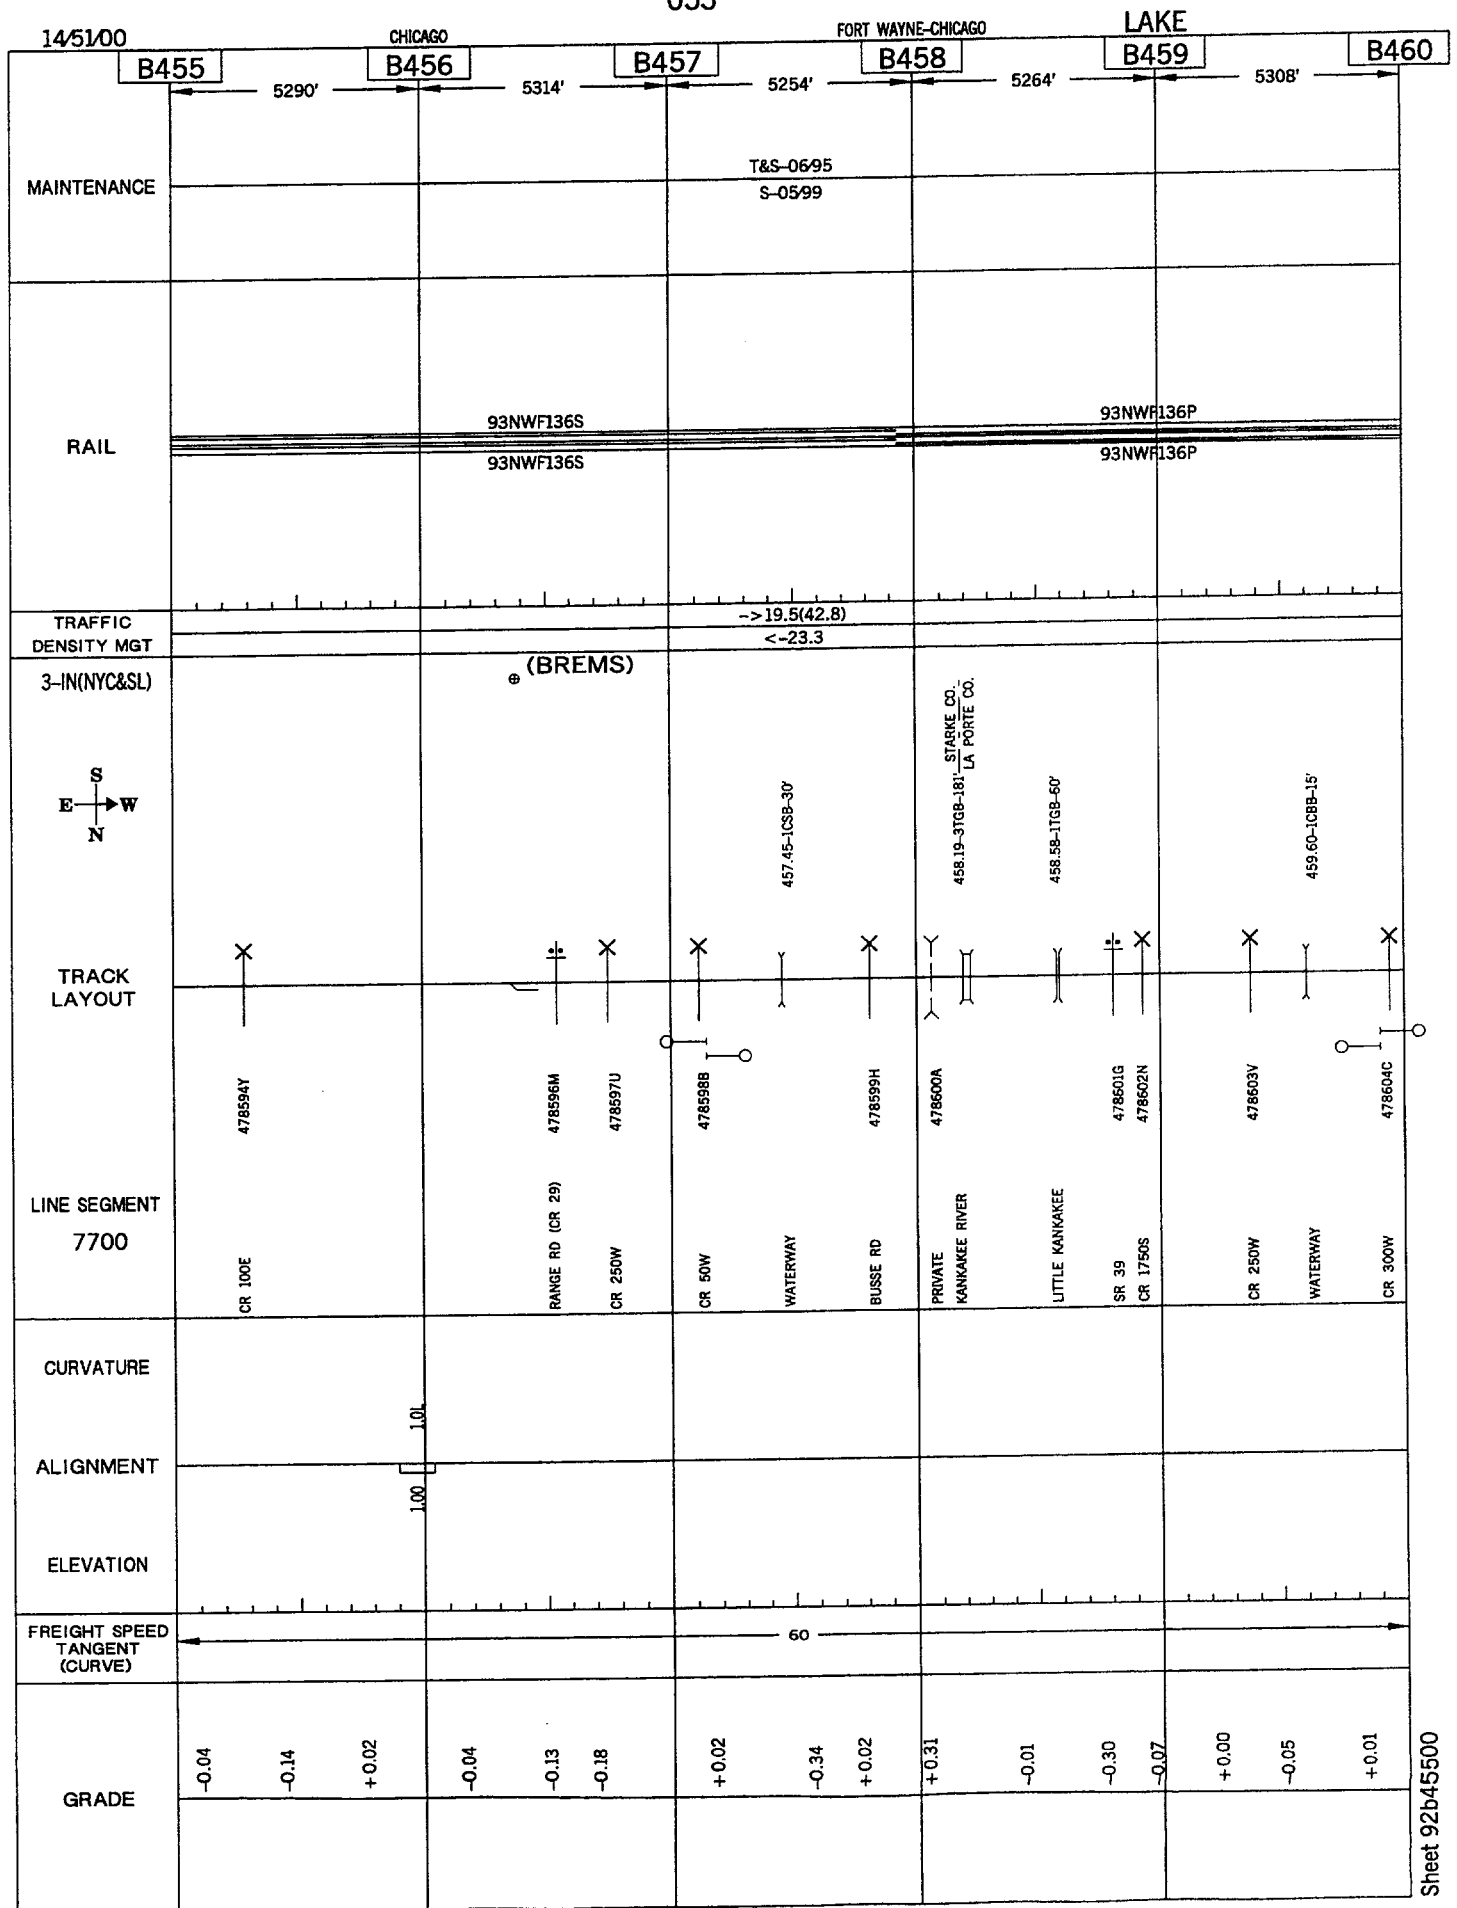 14/51/00
CHICAGO
FORT WAYNE-CHICAGO
LAKE
B455
B456
B457
B458
B459
B460
5290'
5314'
5254'
5264'
5308'
MAINTENANCE
T&S-06/95
S-05/99
RAIL
93NWF136S
93NWF136P
93NWF136S
93NWF136P
TRAFFIC
DENSITY MGT
->19.5(42.8)
<-23.3
3-IN(NYC&SL)
(BREMS)
S
E W
N
STARKE CO.
LA PORTE CO.
457.45-1CSB-30'
458.19-3TGB-181'
458.58-1TGB-60'
459.60-1CBB-15'
TRACK
LAYOUT
478594Y
478596M
478597U
478598B
478599H
478600A
478601G
478602N
478603V
478604C
LINE SEGMENT
7700
CR 100E
RANGE RD (CR 29)
CR 250W
CR 50W
WATERWAY
BUSSE RD
PRIVATE
KANKAKEE RIVER
LITTLE KANKAKEE
SR 39
CR 1750S
CR 250W
WATERWAY
CR 300W
CURVATURE
1.0L
ALIGNMENT
1.00
ELEVATION
FREIGHT SPEED
TANGENT
(CURVE)
60
GRADE
-0.04
-0.14
+0.02
-0.04
-0.13
-0.18
+0.02
-0.34
+0.02
+0.31
-0.01
-0.30
-0.07
+0.00
-0.05
+0.01
Sheet 92b45500